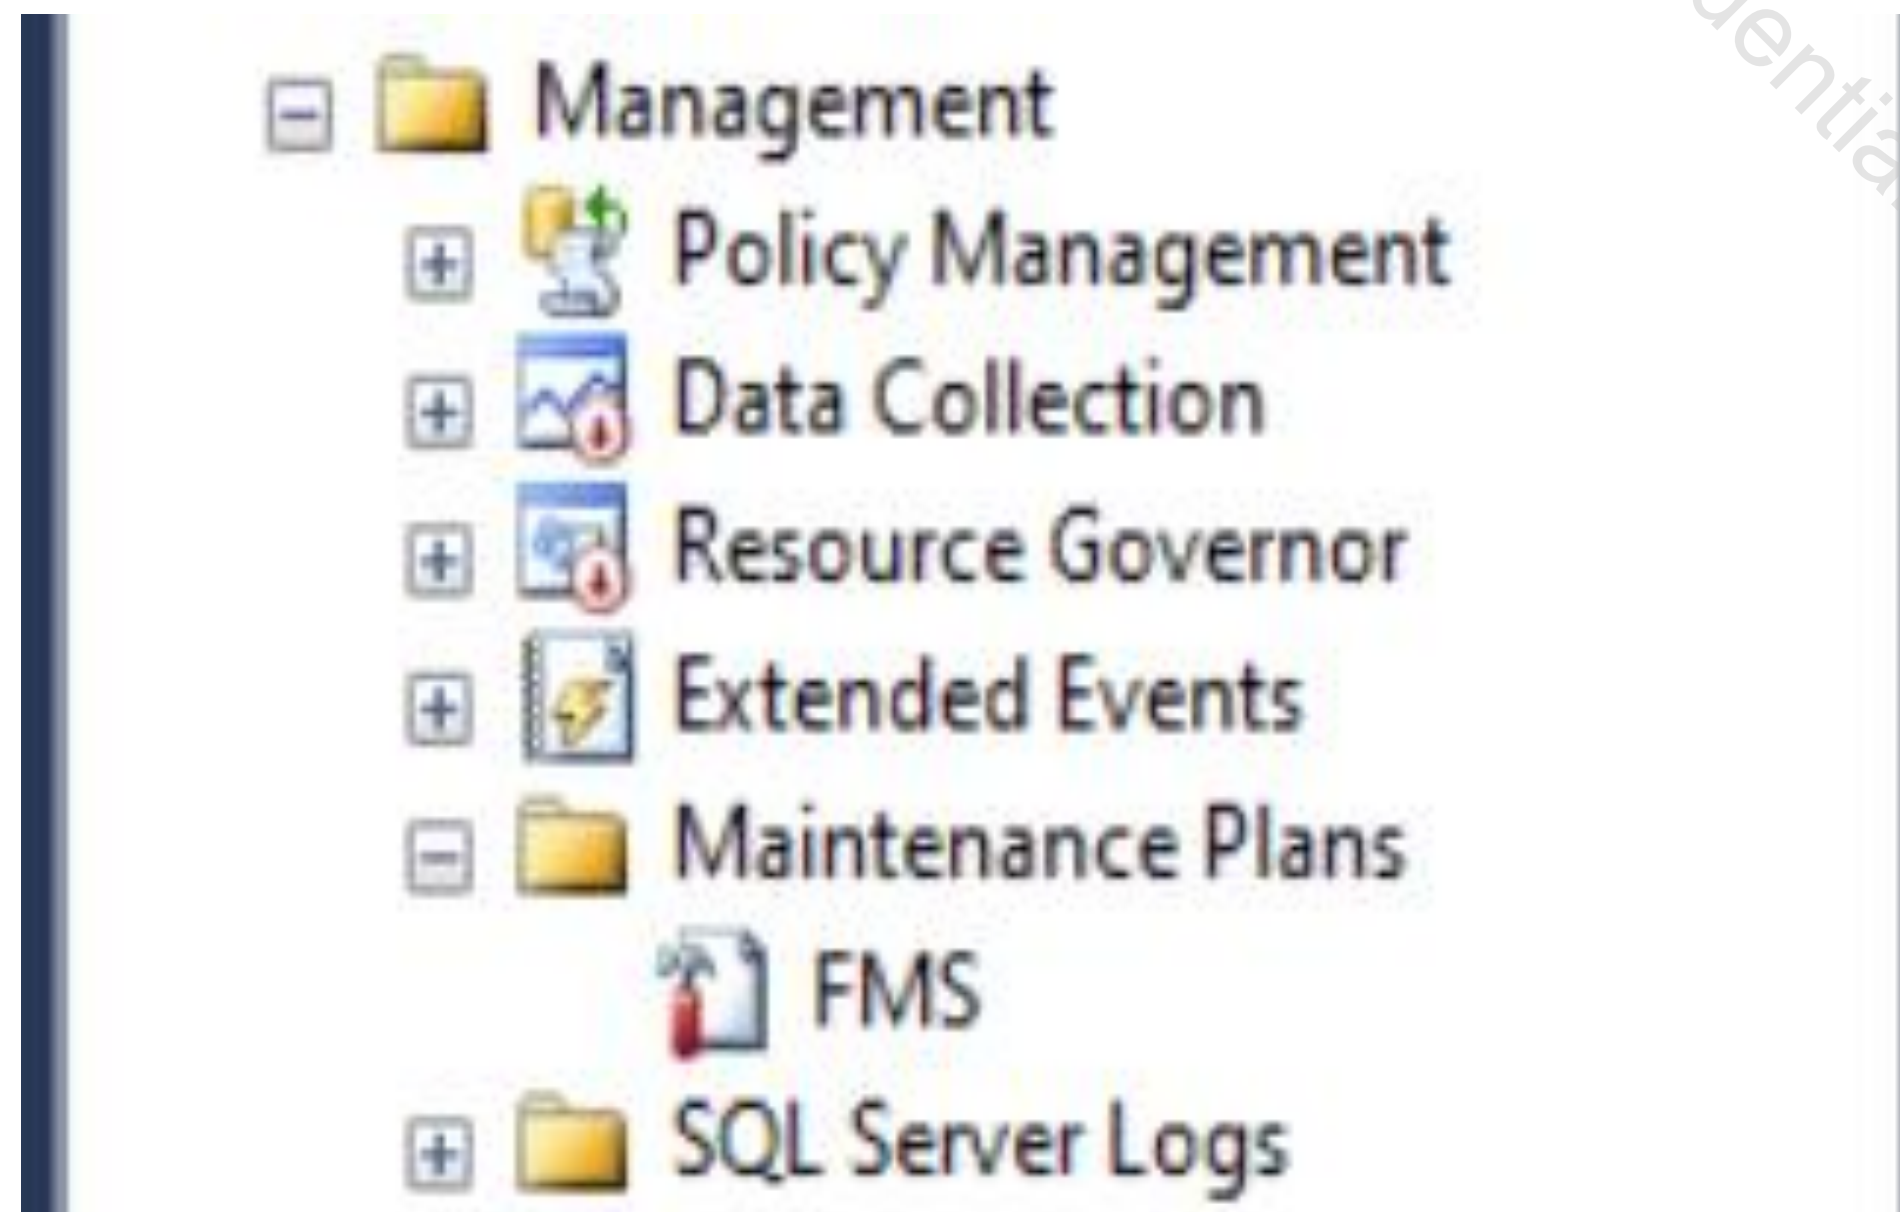 Management
Policy Management
Data Collection
Resource Governor
Extended Events
Maintenance Plans
FMS
SQL Server Logs